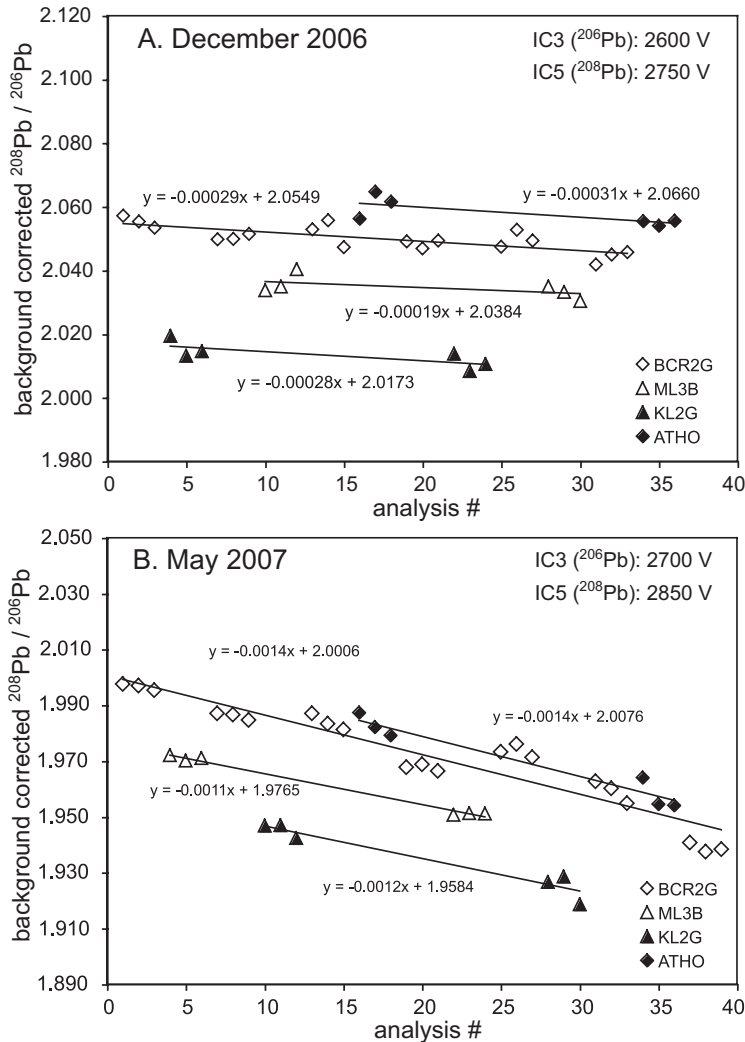 A. December 2006
IC3 (²⁰⁶Pb): 2600 V
IC5 (²⁰⁸Pb): 2750 V
background corrected ²⁰⁸Pb / ²⁰⁶Pb
2.120
2.100
2.080
2.060
2.040
2.020
2.000
1.980
y = -0.00029x + 2.0549
y = -0.00031x + 2.0660
y = -0.00019x + 2.0384
y = -0.00028x + 2.0173
BCR2G
ML3B
KL2G
ATHO
0 5 10 15 20 25 30 35 40
analysis #
B. May 2007
IC3 (²⁰⁶Pb): 2700 V
IC5 (²⁰⁸Pb): 2850 V
background corrected ²⁰⁸Pb / ²⁰⁶Pb
2.050
2.030
2.010
1.990
1.970
1.950
1.930
1.910
1.890
y = -0.0014x + 2.0006
y = -0.0014x + 2.0076
y = -0.0011x + 1.9765
y = -0.0012x + 1.9584
BCR2G
ML3B
KL2G
ATHO
0 5 10 15 20 25 30 35 40
analysis #